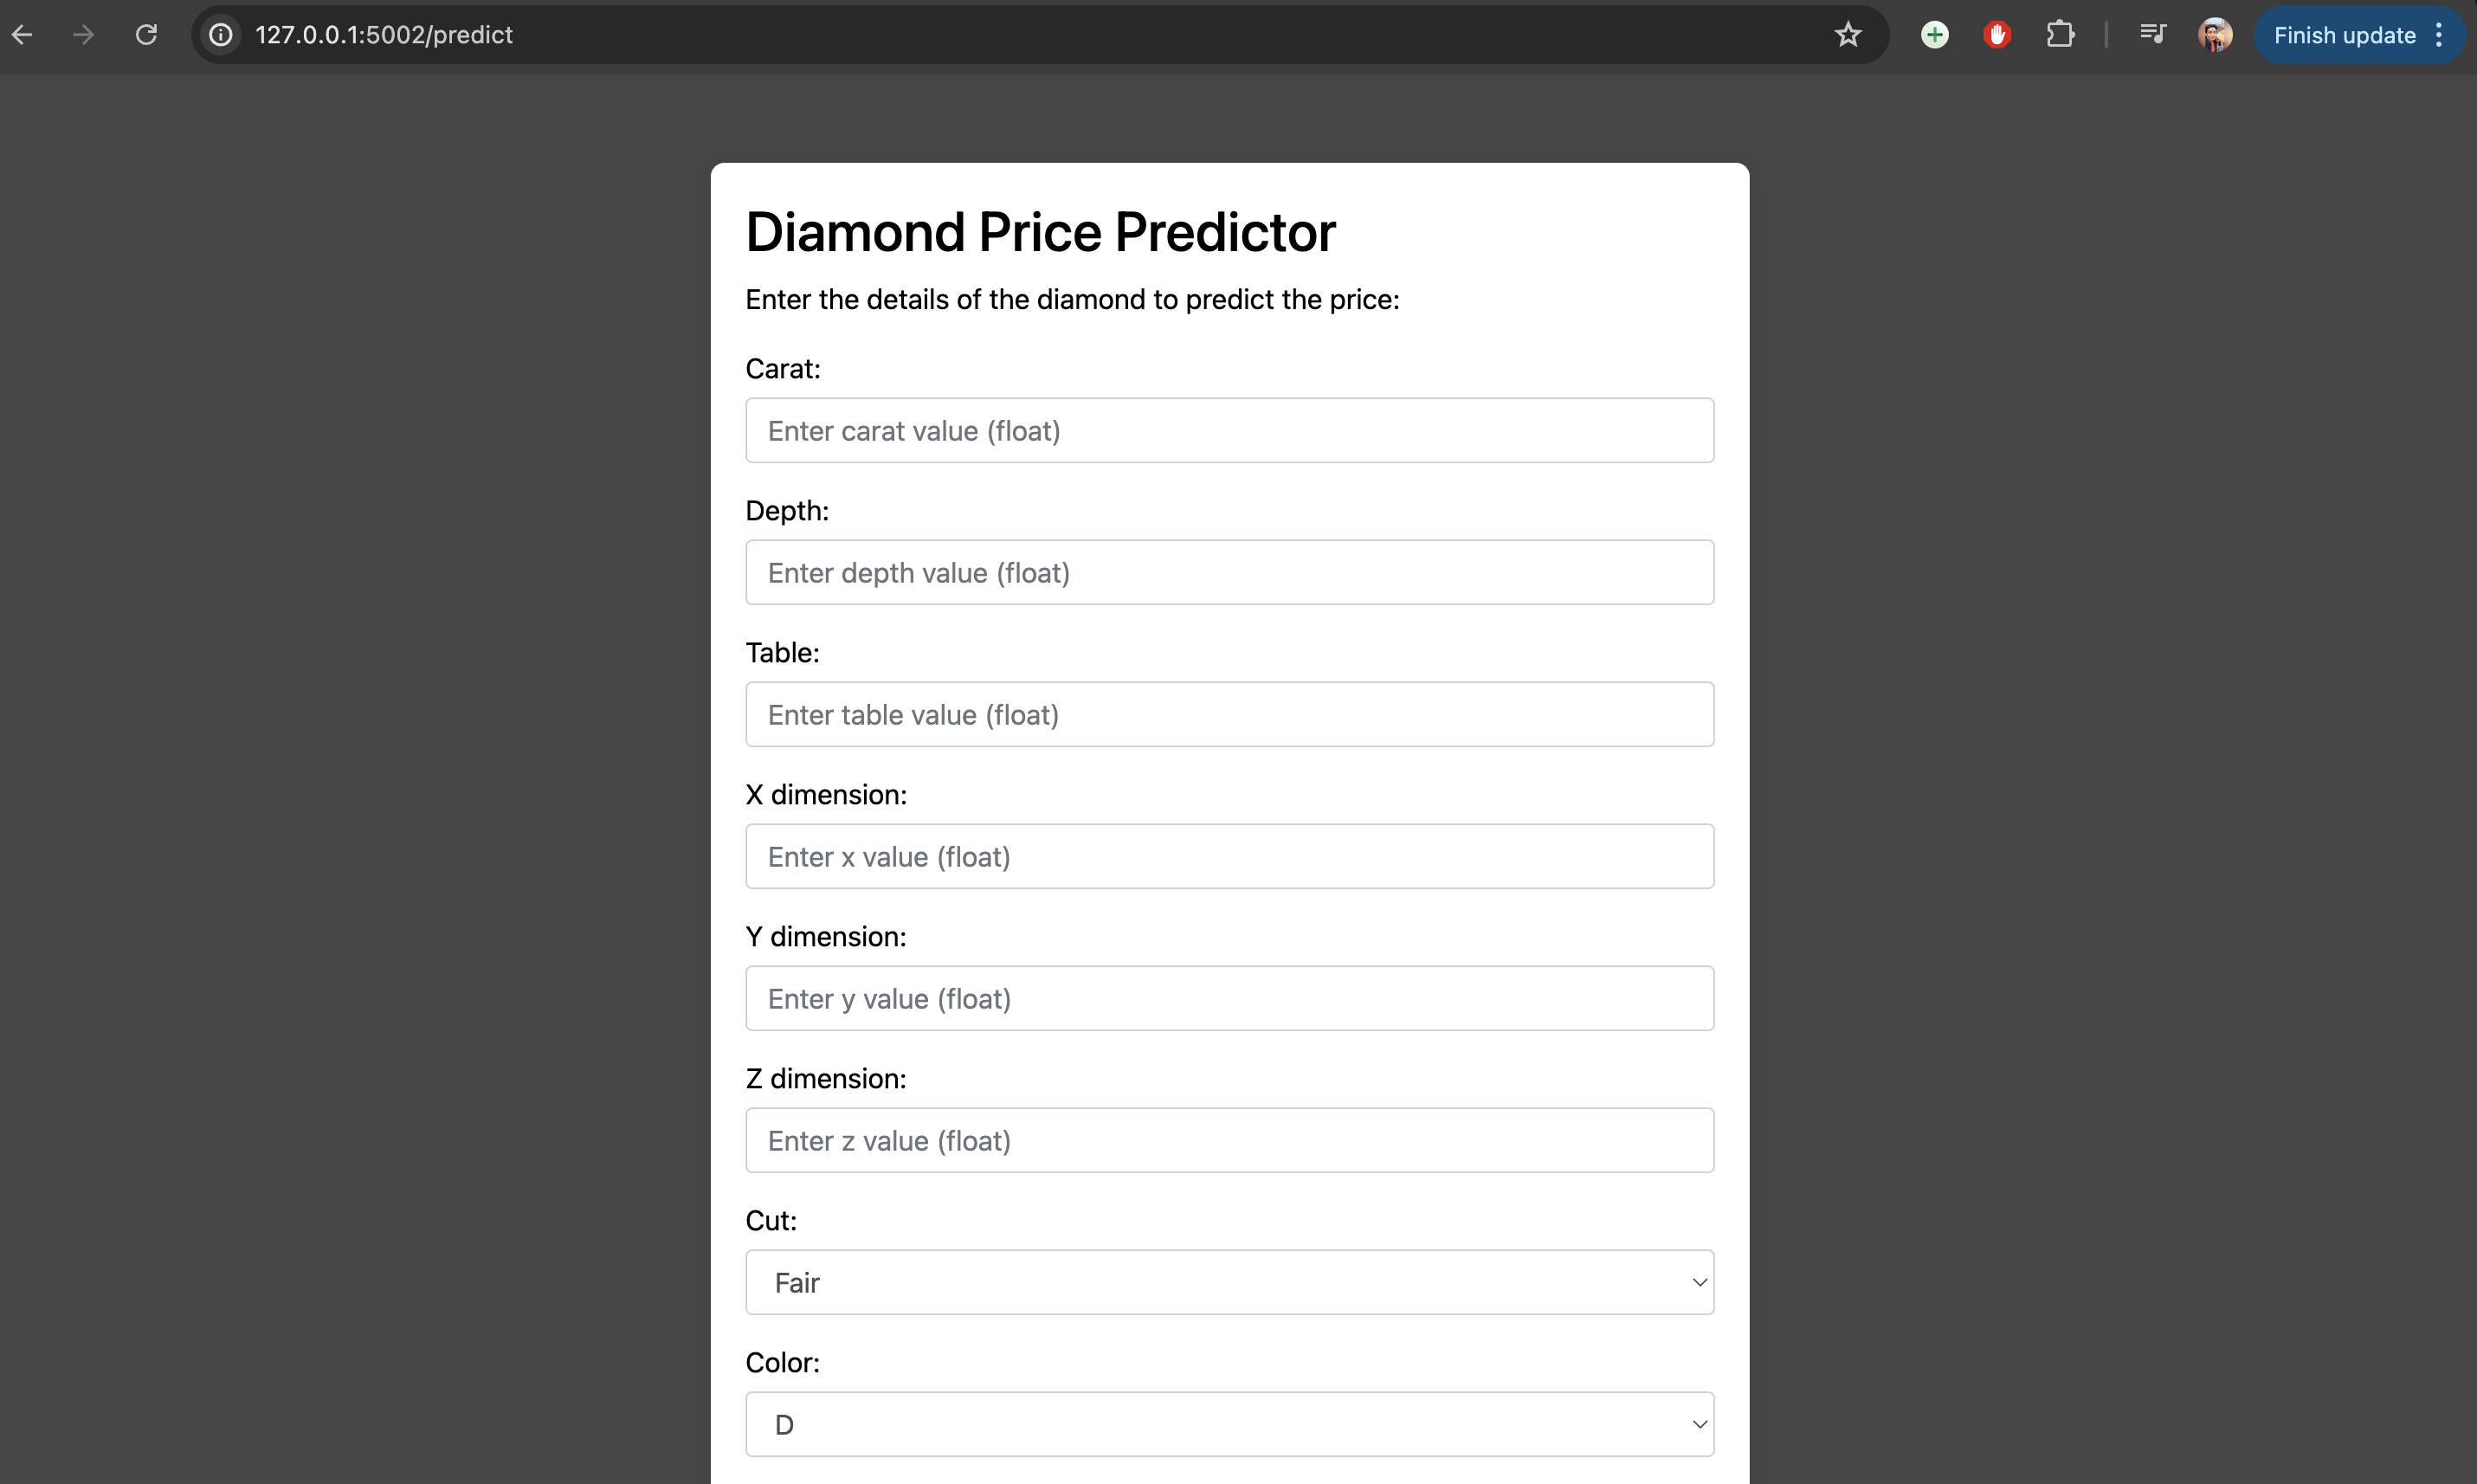 127.0.0.1:5002/predict
Finish update
Diamond Price Predictor
Enter the details of the diamond to predict the price:
Carat:
Enter carat value (float)
Depth:
Enter depth value (float)
Table:
Enter table value (float)
X dimension:
Enter x value (float)
Y dimension:
Enter y value (float)
Z dimension:
Enter z value (float)
Cut:
Fair
Color:
D